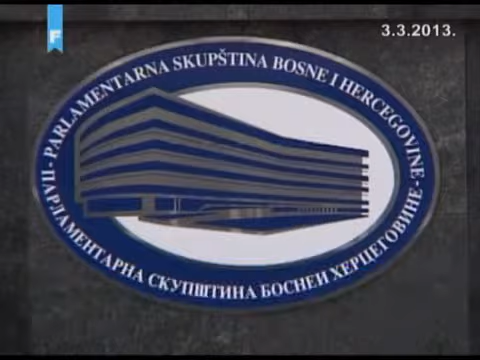 F
3.3.2013.
PARLAMENTARNA SKUPŠTINA BOSNE I HERCEGOVINE -
ПАРЛАМЕНТАРНА СКУПШТИНА БОСНЕ И ХЕРЦЕГОВИНЕ -